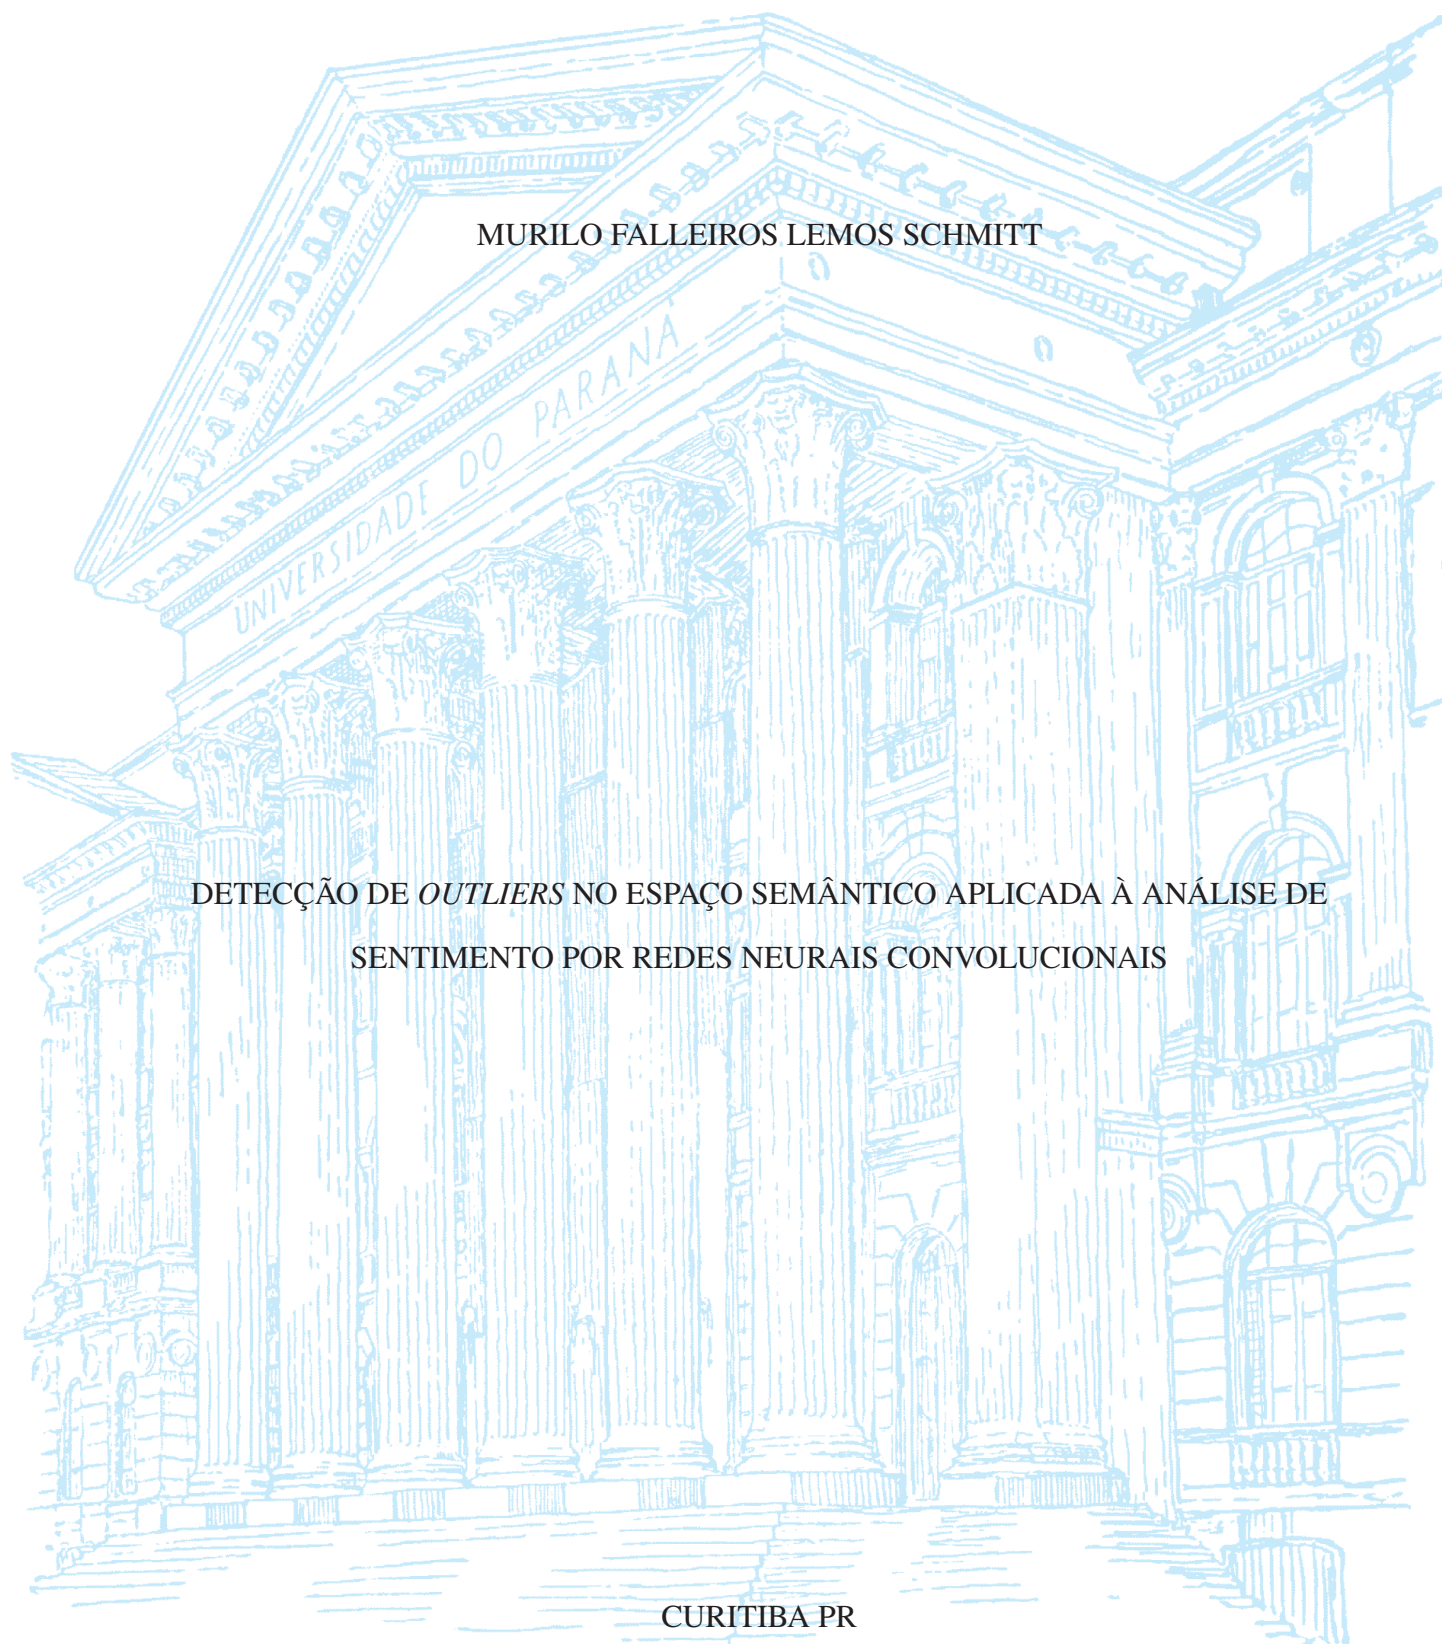 MURILO FALLEIROS LEMOS SCHMITT
UNIVERSIDADE DO PARANÁ
DETECÇÃO DE OUTLIERS NO ESPAÇO SEMÂNTICO APLICADA À ANÁLISE DE
SENTIMENTO POR REDES NEURAIS CONVOLUCIONAIS
CURITIBA PR